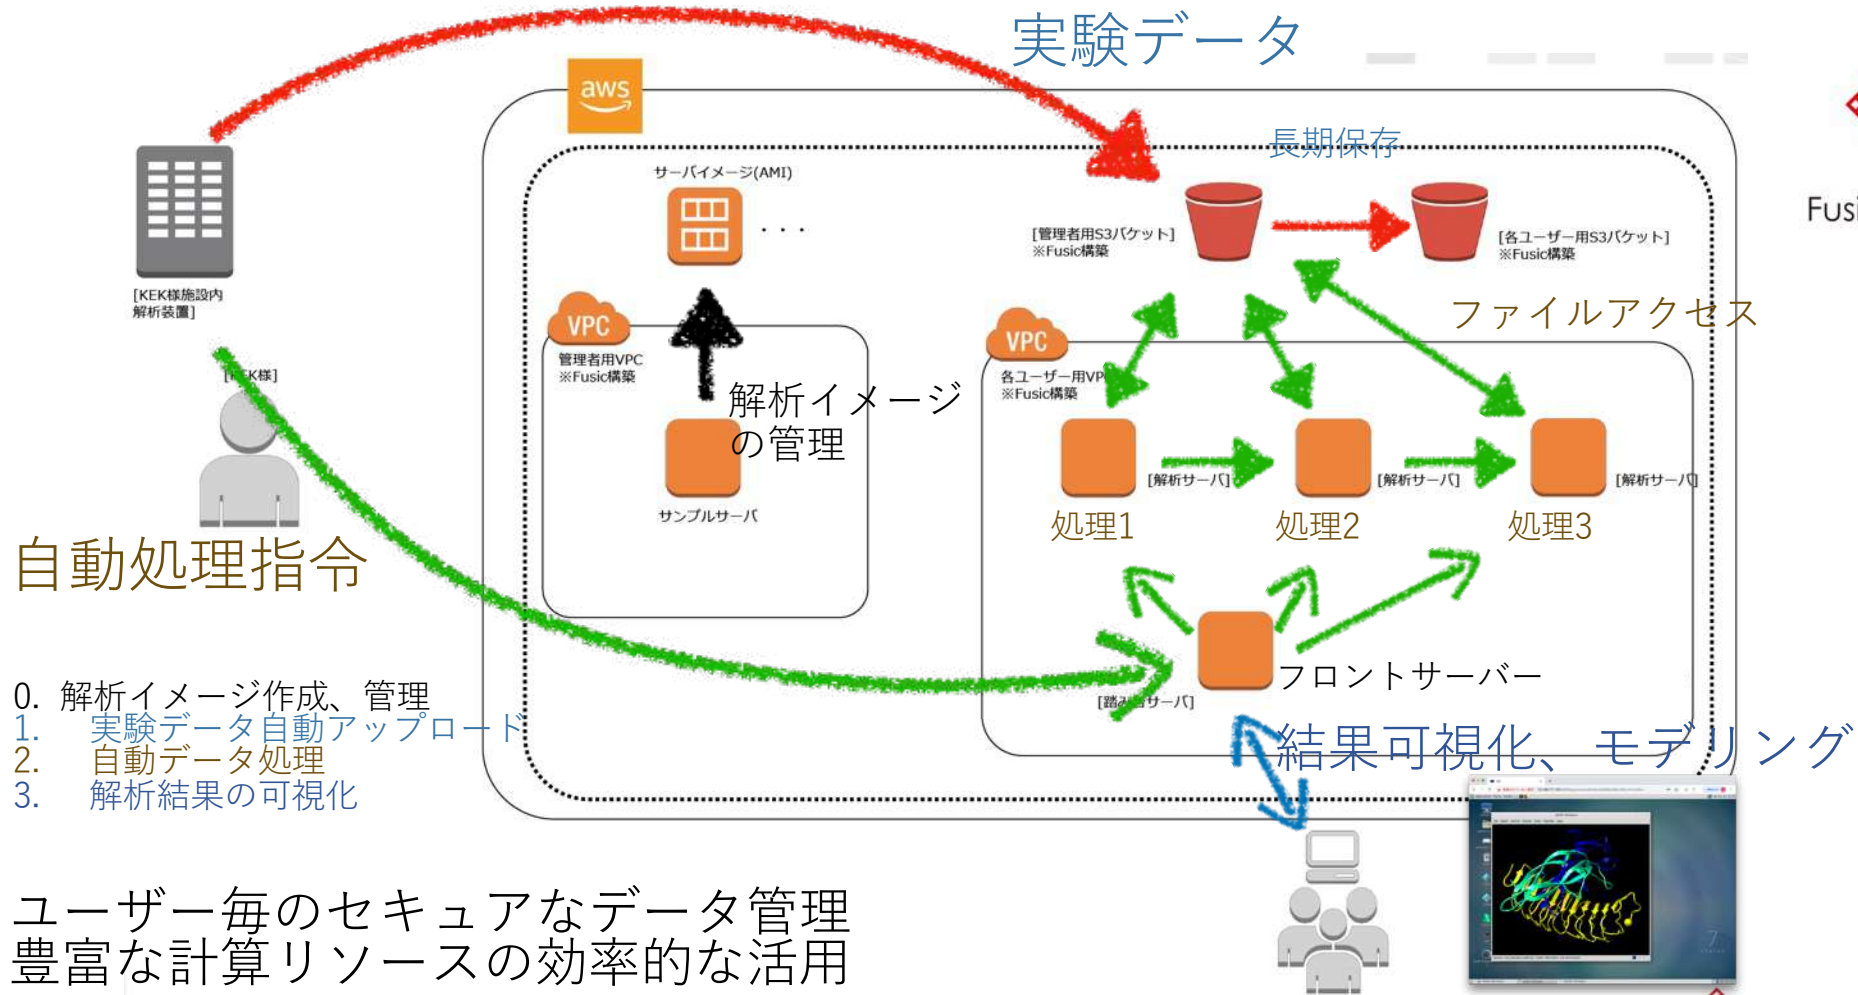 実験データ
aws
長期保存
サーバイメージ(AMI)
・・・
[管理者用S3バケット]
※Fusic構築
[各ユーザー用S3バケット]
※Fusic構築
[KEK様施設内
解析装置]
VPC
管理者用VPC
※Fusic構築
VPC
各ユーザー用VP
※Fusic構築
ファイルアクセス
解析イメージ
の管理
サンプルサーバ
[解析サーバ]
[解析サーバ]
[解析サーバ]
処理1
処理2
処理3
自動処理指令
フロントサーバー
0. 解析イメージ作成、管理
1. 実験データ自動アップロード
2. 自動データ処理
3. 解析結果の可視化
結果可視化、モデリング
ユーザー毎のセキュアなデータ管理
豊富な計算リソースの効率的な活用